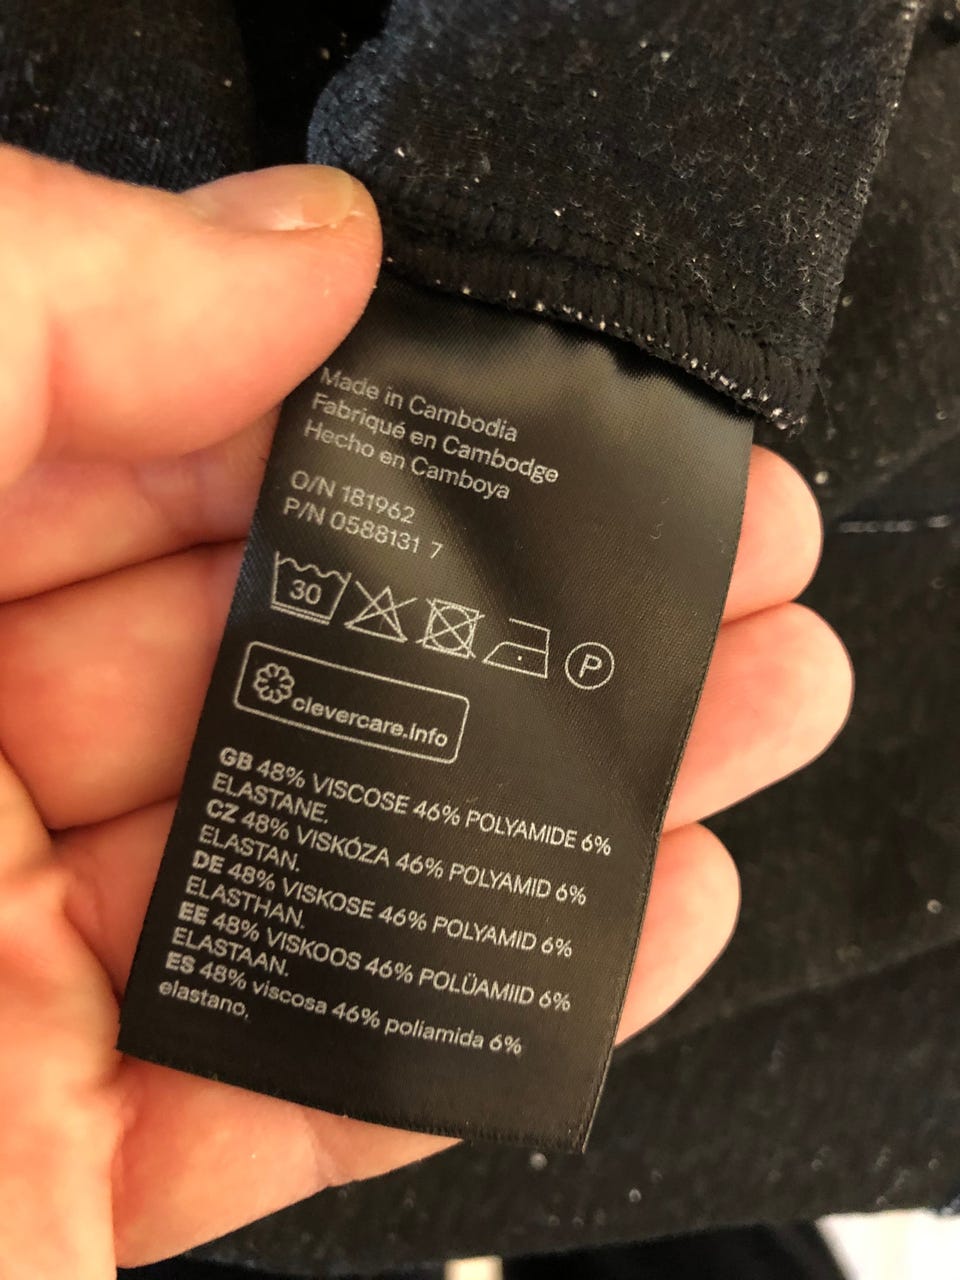 Made in Cambodia
Fabriqué en Cambodge
Hecho en Camboya
O/N 181962
P/N 0588131 7
30
P
clevercare.info
GB 48% VISCOSE 46% POLYAMIDE 6%
ELASTANE.
CZ 48% VISKÓZA 46% POLYAMID 6%
ELASTAN.
DE 48% VISKOSE 46% POLYAMID 6%
ELASTHAN.
EE 48% VISKOOS 46% POLÜAMIID 6%
ELASTAAN.
ES 48% viscosa 46% poliamida 6%
elastano.